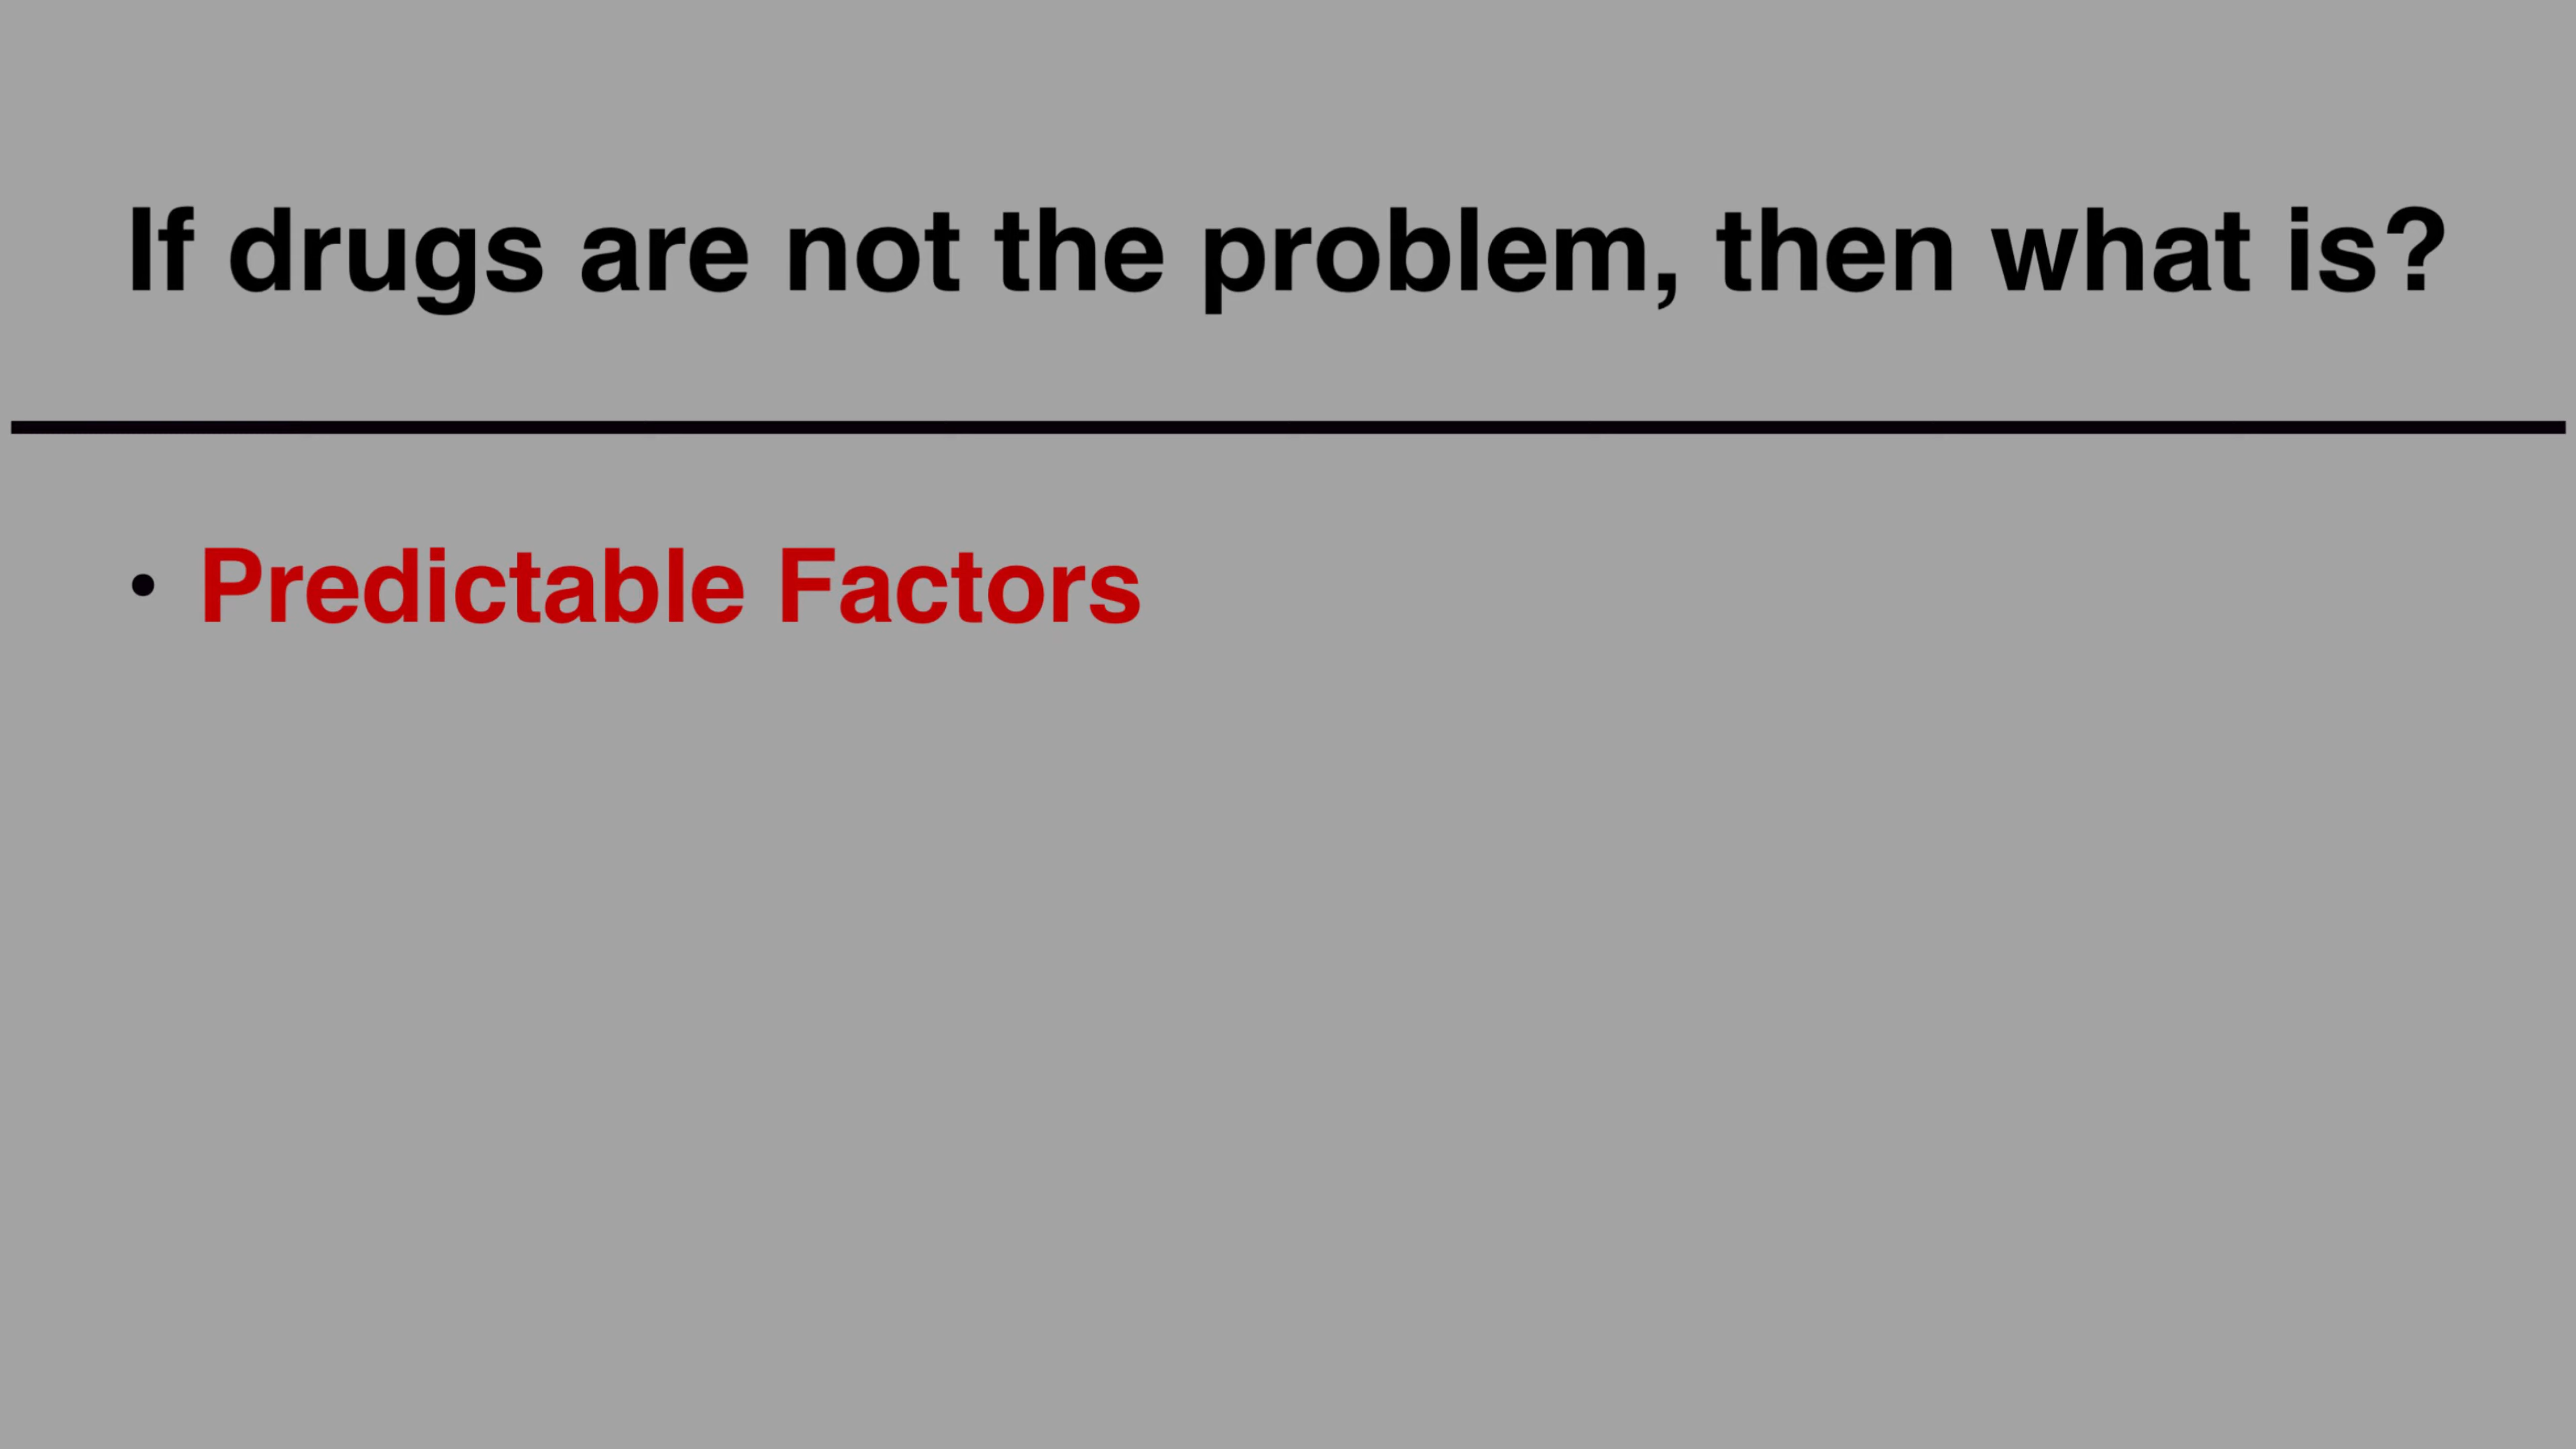 If drugs are not the problem, then what is?
• Predictable Factors